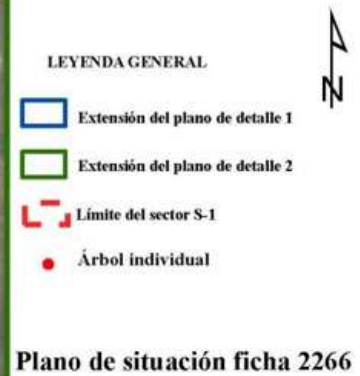 N
LEYENDA GENERAL
Extensión del plano de detalle 1
Extensión del plano de detalle 2
Límite del sector S-1
Árbol individual
Plano de situación ficha 2266